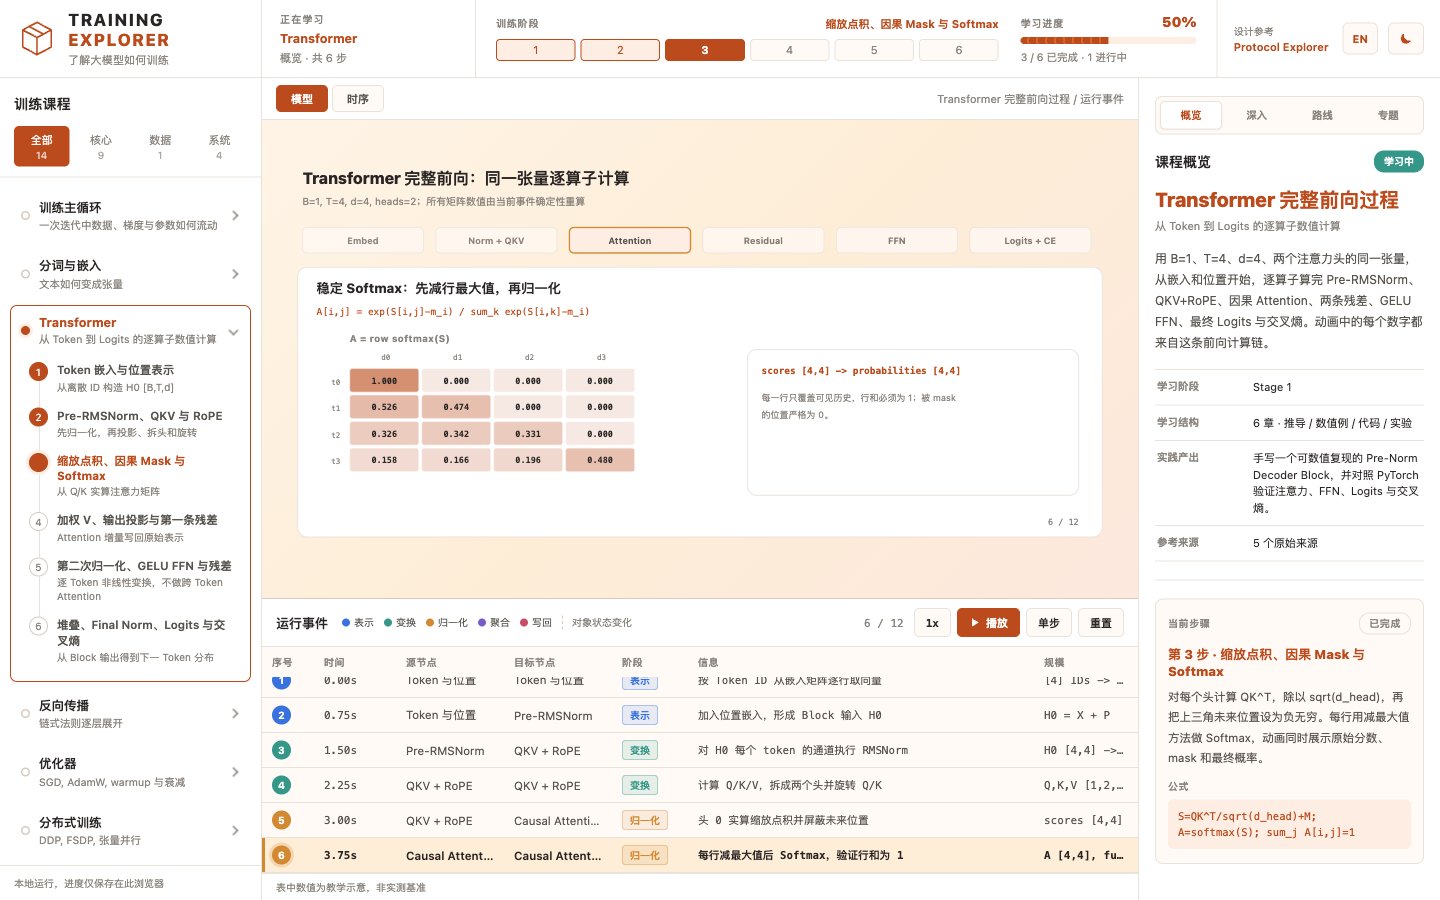 TRAINING
EXPLORER
了解大模型如何训练
正在学习
Transformer
概览 · 共 6 步
训练阶段
缩放点积、因果 Mask 与 Softmax
1
2
3
4
5
6
学习进度
50%
3 / 6 已完成 · 1 进行中
设计参考
Protocol Explorer
EN
训练课程
全部
14
核心
9
数据
1
系统
4
训练主循环
一次迭代中数据、梯度与参数如何流动
分词与嵌入
文本如何变成张量
Transformer
从 Token 到 Logits 的逐算子数值计算
1
Token 嵌入与位置表示
从离散 ID 构造 H0 [B,T,d]
2
Pre-RMSNorm、QKV 与 RoPE
先归一化，再投影、拆头和旋转
缩放点积、因果 Mask 与
Softmax
从 Q/K 实算注意力矩阵
4
加权 V、输出投影与第一条残差
Attention 增量写回原始表示
5
第二次归一化、GELU FFN 与残差
逐 Token 非线性变换，不做跨 Token
Attention
6
堆叠、Final Norm、Logits 与交
叉熵
从 Block 输出得到下一 Token 分布
反向传播
链式法则逐层展开
优化器
SGD, AdamW, warmup 与衰减
分布式训练
DDP, FSDP, 张量并行
本地运行，进度仅保存在此浏览器
模型
时序
Transformer 完整前向过程 / 运行事件
Transformer 完整前向：同一张量逐算子计算
B=1, T=4, d=4, heads=2；所有矩阵数值由当前事件确定性重算
Embed
Norm + QKV
Attention
Residual
FFN
Logits + CE
稳定 Softmax：先减行最大值，再归一化
A[i,j] = exp(S[i,j]-m_i) / sum_k exp(S[i,k]-m_i)
A = row softmax(S)
d0 d1 d2 d3
t0 1.000 0.000 0.000 0.000
t1 0.526 0.474 0.000 0.000
t2 0.326 0.342 0.331 0.000
t3 0.158 0.166 0.196 0.480
scores [4,4] -> probabilities [4,4]
每一行只覆盖可见历史，行和必须为 1；被 mask
的位置严格为 0。
6 / 12
运行事件
表示
变换
归一化
聚合
写回
对象状态变化
6 / 12
1x
播放
单步
重置
序号 时间 源节点 目标节点 阶段 信息 规模
1 0.00s Token 与位置 Token 与位置 表示 按 Token ID 从嵌入矩阵逐行取向量 [4] IDs -> …
2 0.75s Token 与位置 Pre-RMSNorm 表示 加入位置嵌入，形成 Block 输入 H0 H0 = X + P
3 1.50s Pre-RMSNorm QKV + RoPE 变换 对 H0 每个 token 的通道执行 RMSNorm H0 [4,4] ->…
4 2.25s QKV + RoPE QKV + RoPE 变换 计算 Q/K/V，拆成两个头并旋转 Q/K Q,K,V [1,2,…
5 3.00s QKV + RoPE Causal Attenti… 归一化 头 0 实算缩放点积并屏蔽未来位置 scores [4,4]
6 3.75s Causal Attent… Causal Attent… 归一化 每行减最大值后 Softmax，验证行和为 1 A [4,4], fu…
表中数值为教学示意，非实测基准
概览
深入
路线
专题
课程概览
学习中
Transformer 完整前向过程
从 Token 到 Logits 的逐算子数值计算
用 B=1、T=4、d=4、两个注意力头的同一张量，
从嵌入和位置开始，逐算子算完 Pre-RMSNorm、
QKV+RoPE、因果 Attention、两条残差、GELU
FFN、最终 Logits 与交叉熵。动画中的每个数字都
来自这条前向计算链。
学习阶段 Stage 1
学习结构 6 章 · 推导 / 数值例 / 代码 / 实验
实践产出 手写一个可数值复现的 Pre-Norm
Decoder Block，并对照 PyTorch
验证注意力、FFN、Logits 与交叉
熵。
参考来源 5 个原始来源
当前步骤
已完成
第 3 步 · 缩放点积、因果 Mask 与
Softmax
对每个头计算 QK^T，除以 sqrt(d_head)，再
把上三角未来位置设为负无穷。每行用减最大值
方法做 Softmax，动画同时展示原始分数、
mask 和最终概率。
公式
S=QK^T/sqrt(d_head)+M;
A=softmax(S); sum_j A[i,j]=1